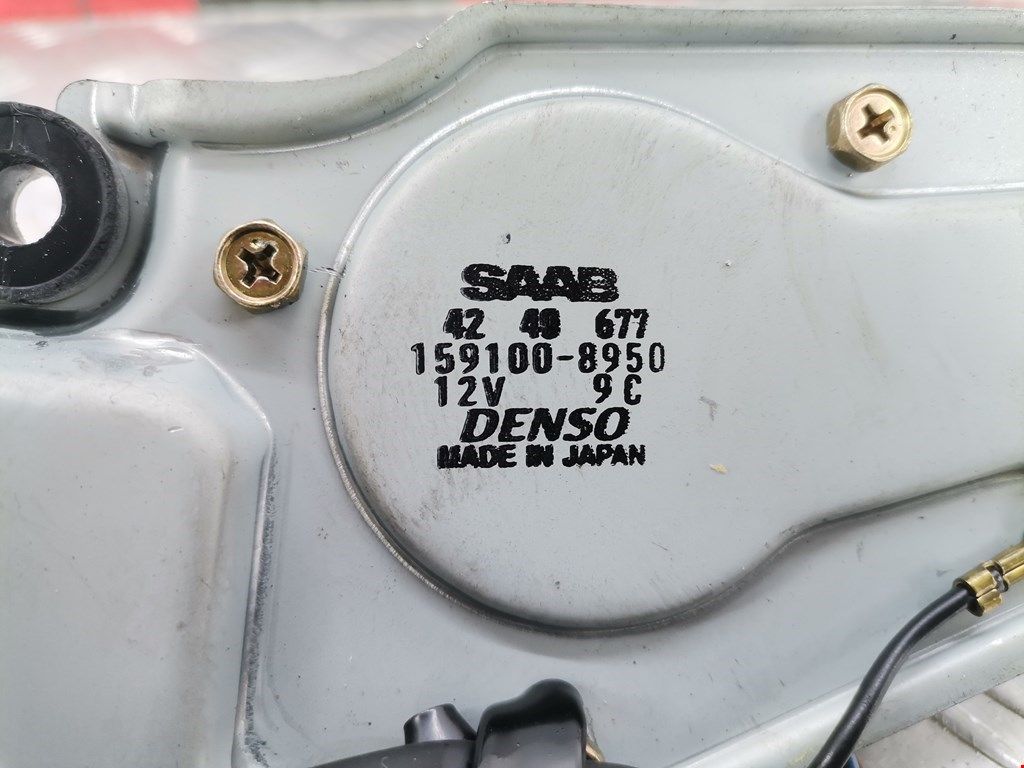 SAAB
42 49 677
159100-8950
12V 9C
DENSO
MADE IN JAPAN